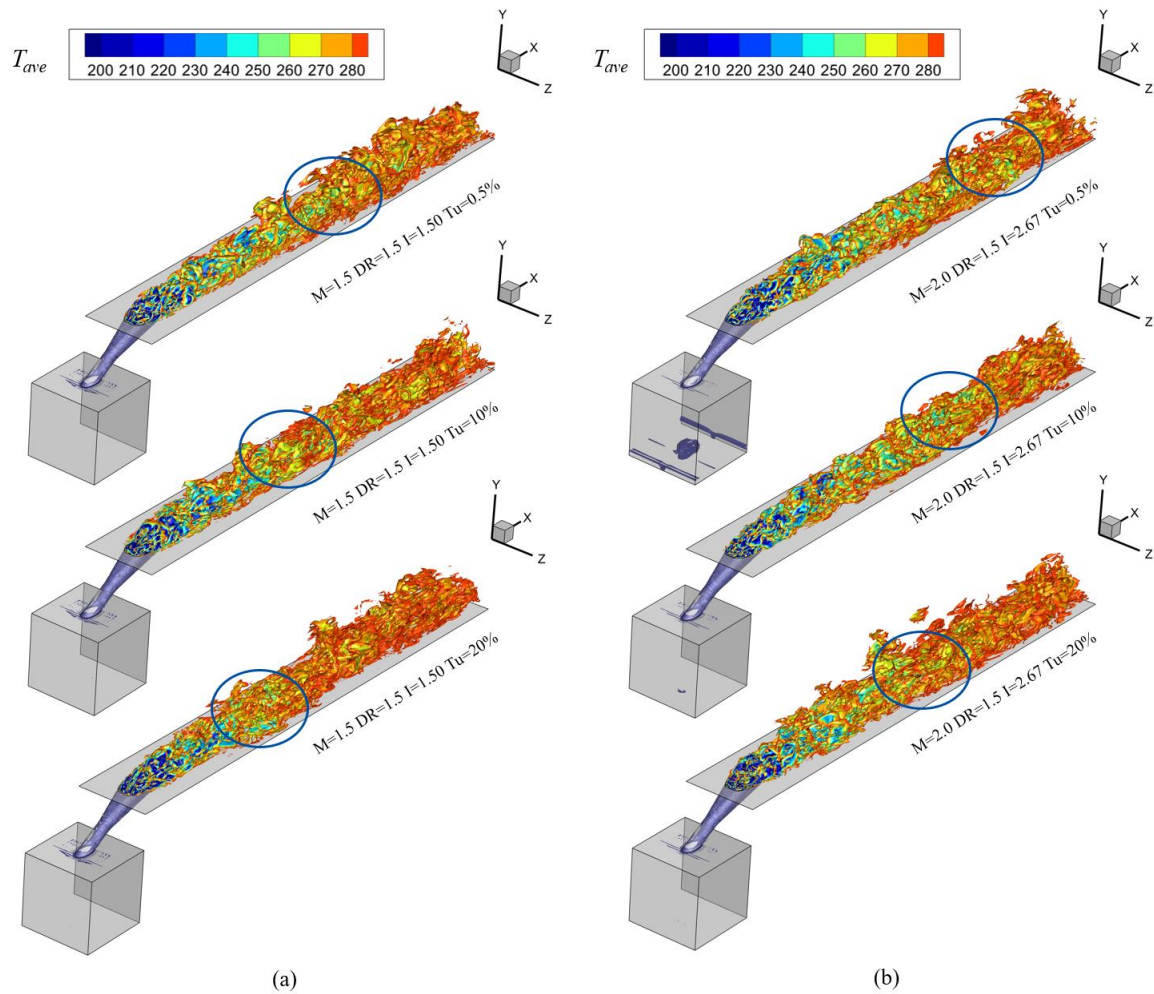 T_ave
200 210 220 230 240 250 260 270 280
Y
X
Z
M=1.5 DR=1.5 I=1.50 Tu=0.5%
Y
X
Z
M=1.5 DR=1.5 I=1.50 Tu=10%
Y
X
Z
M=1.5 DR=1.5 I=1.50 Tu=20%
(a)
T_ave
200 210 220 230 240 250 260 270 280
Y
X
Z
M=2.0 DR=1.5 I=2.67 Tu=0.5%
Y
X
Z
M=2.0 DR=1.5 I=2.67 Tu=10%
Y
X
Z
M=2.0 DR=1.5 I=2.67 Tu=20%
(b)